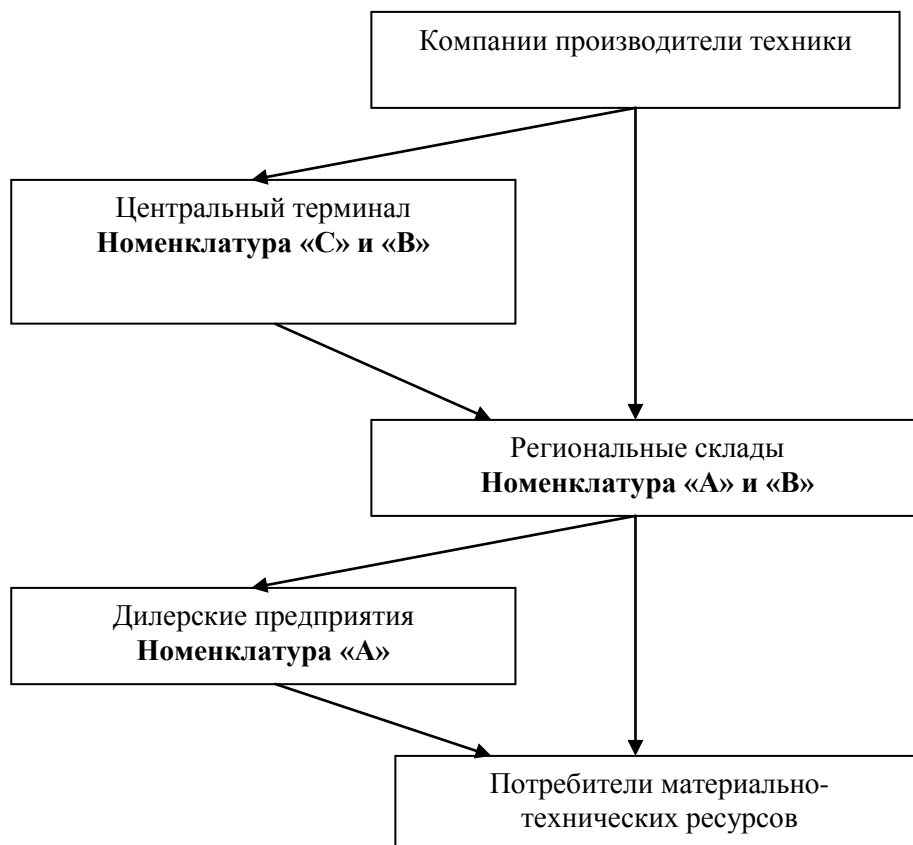 Компании производители техники
Центральный терминал
Номенклатура «С» и «В»
Региональные склады
Номенклатура «А» и «В»
Дилерские предприятия
Номенклатура «А»
Потребители материально-
технических ресурсов